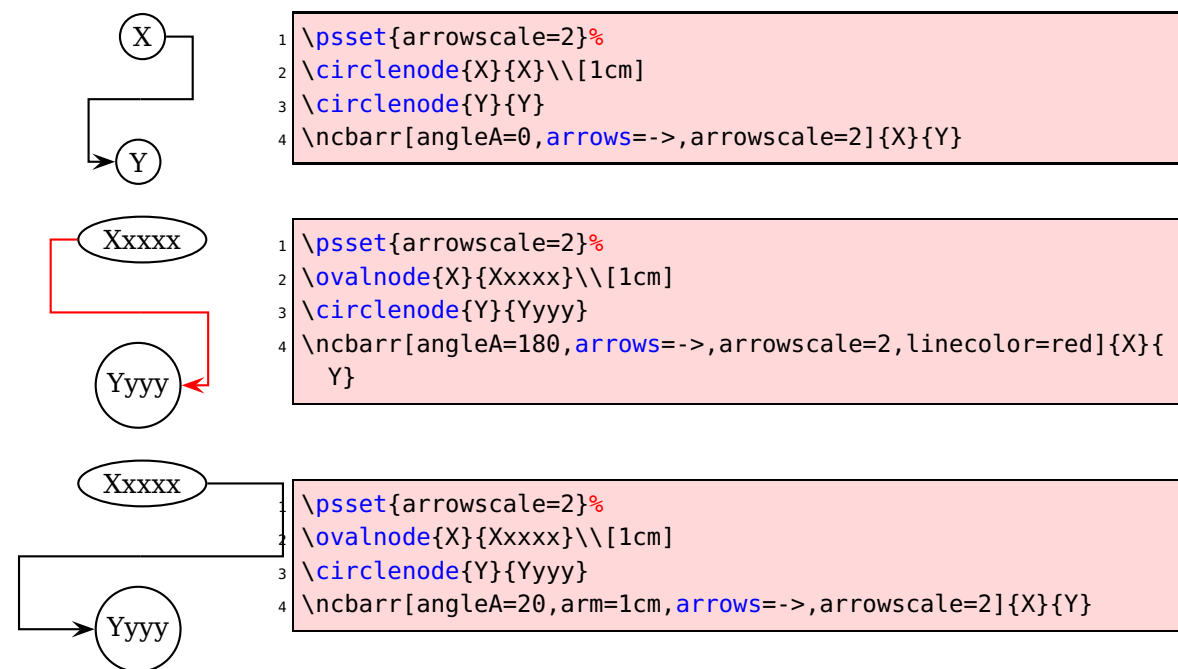 X
Y
1 \psset{arrowscale=2}%
2 \circlenode{X}{X}\\[1cm]
3 \circlenode{Y}{Y}
4 \ncbarr[angleA=0,arrows=->,arrowscale=2]{X}{Y}
Xxxxx
Yyyy
1 \psset{arrowscale=2}%
2 \ovalnode{X}{Xxxxx}\\[1cm]
3 \circlenode{Y}{Yyyy}
4 \ncbarr[angleA=180,arrows=->,arrowscale=2,linecolor=red]{X}{
Y}
Xxxxx
Yyyy
1 \psset{arrowscale=2}%
2 \ovalnode{X}{Xxxxx}\\[1cm]
3 \circlenode{Y}{Yyyy}
4 \ncbarr[angleA=20,arm=1cm,arrows=->,arrowscale=2]{X}{Y}